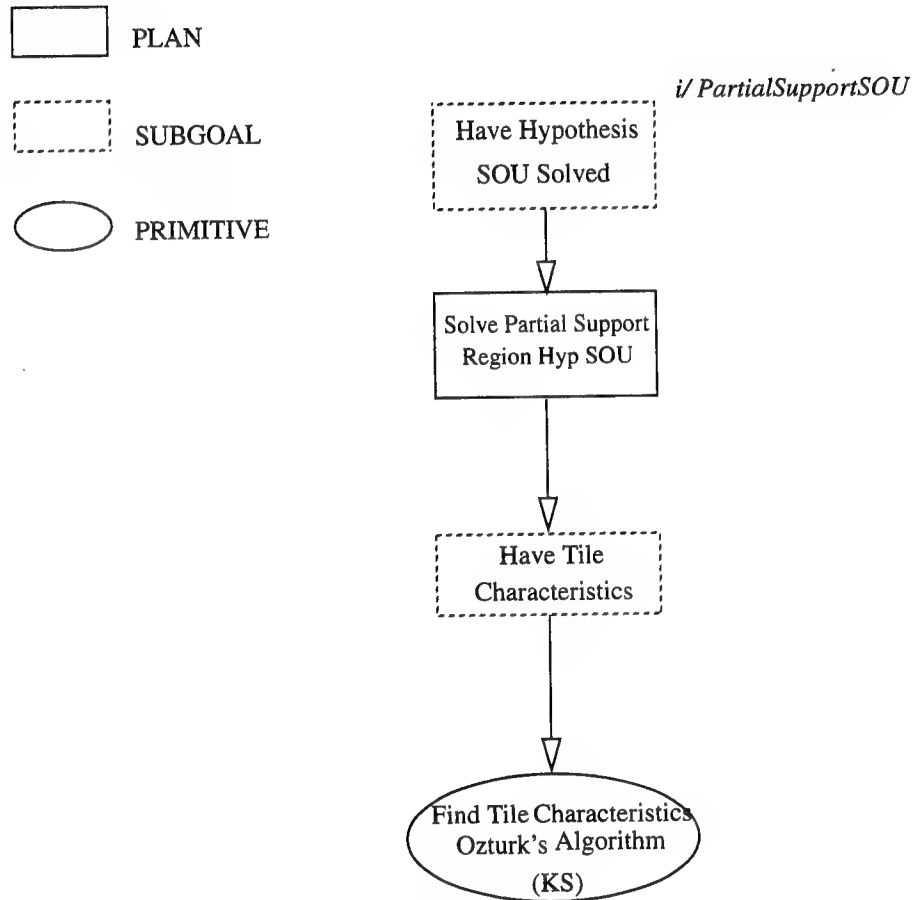 PLAN
SUBGOAL
PRIMITIVE
i/ PartialSupportSOU
Have Hypothesis
SOU Solved
Solve Partial Support
Region Hyp SOU
Have Tile
Characteristics
Find Tile Characteristics
Ozturk's Algorithm
(KS)